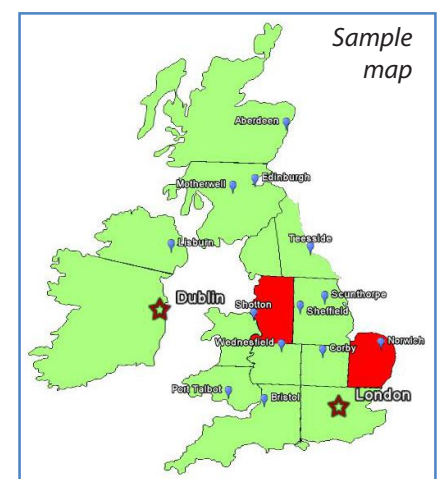 Sample
map
Aberdeen
Edinburgh
Motherwell
Lisburn
Teesside
Dublin
Scunthorpe
Shotton
Sheffield
Wednesfield
Norwich
Corby
Port Talbot
London
Bristol